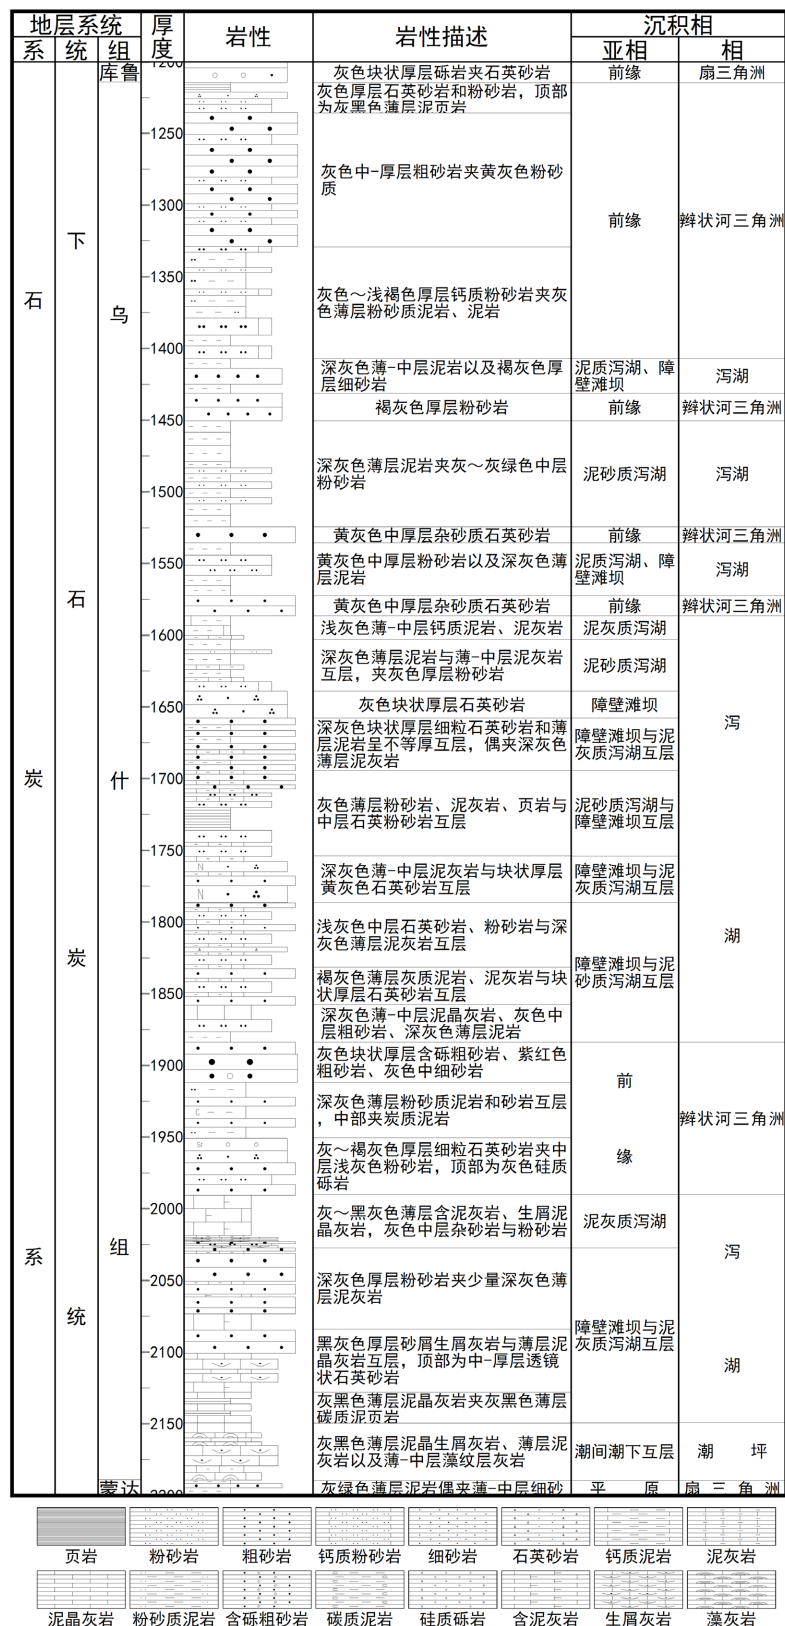 地层系统
厚度
岩性
岩性描述
沉积相
系
统
组
亚相
相
石
炭
系
下
石
炭
统
库鲁
乌
什
组
蒙达
1250
1300
1350
1400
1450
1500
1550
1600
1650
1700
1750
1800
1850
1900
1950
2000
2050
2100
2150
灰色块状厚层砾岩夹石英砂岩
灰色厚层石英砂岩和粉砂岩，顶部
为灰黑色薄层泥页岩
灰色中-厚层粗砂岩夹黄灰色粉砂
质
灰色～浅褐色厚层钙质粉砂岩夹灰
色薄层粉砂质泥岩、泥岩
深灰色薄-中层泥岩以及褐灰色厚
层细砂岩
褐灰色厚层粉砂岩
深灰色薄层泥岩夹灰～灰绿色中层
粉砂岩
黄灰色中厚层杂砂质石英砂岩
黄灰色中厚层粉砂岩以及深灰色薄
层泥岩
黄灰色中厚层杂砂质石英砂岩
浅灰色薄-中层钙质泥岩、泥灰岩
深灰色薄层泥岩与薄-中层泥灰岩
互层，夹灰色厚层粉砂岩
灰色块状厚层石英砂岩
深灰色块状厚层细粒石英砂岩和薄
层泥岩呈不等厚互层，偶夹深灰色
薄层泥灰岩
灰色薄层粉砂岩、泥灰岩、页岩与
中层石英粉砂岩互层
深灰色薄-中层泥灰岩与块状厚层
黄灰色石英砂岩互层
浅灰色中层石英砂岩、粉砂岩与深
灰色薄层泥灰岩互层
褐灰色薄层灰质泥岩、泥灰岩与块
状厚层石英砂岩互层
深灰色薄-中层泥晶灰岩、灰色中
层粗砂岩、深灰色薄层泥岩
灰色块状厚层含砾粗砂岩、紫红色
粗砂岩、灰色中细砂岩
深灰色薄层粉砂质泥岩和砂岩互层
，中部夹炭质泥岩
灰～褐灰色厚层细粒石英砂岩夹中
层浅灰色粉砂岩，顶部为灰色硅质
砾岩
灰～黑灰色薄层含泥灰岩、生屑泥
晶灰岩，灰色中层杂砂岩与粉砂岩
深灰色厚层粉砂岩夹少量深灰色薄
层泥灰岩
黑灰色厚层砂屑生屑灰岩与薄层泥
晶灰岩互层，顶部为中-厚层透镜
状石英砂岩
灰黑色薄层泥晶灰岩夹灰黑色薄层
碳质泥页岩
灰黑色薄层泥晶生屑灰岩、薄层泥
灰岩以及薄-中层藻纹层灰岩
灰绿色薄层泥岩偶夹薄-中层细砂
前缘
前缘
泥质泻湖、障
壁滩坝
前缘
泥砂质泻湖
前缘
泥质泻湖、障
壁滩坝
前缘
泥灰质泻湖
泥砂质泻湖
障壁滩坝
障壁滩坝与泥
灰质泻湖互层
泥砂质泻湖与
障壁滩坝互层
障壁滩坝与泥
灰质泻湖互层
障壁滩坝与泥
砂质泻湖互层
前
缘
泥灰质泻湖
障壁滩坝与泥
灰质泻湖互层
潮间潮下互层
平 原
扇三角洲
辫状河三角洲
泻湖
辫状河三角洲
泻湖
辫状河三角洲
泻湖
辫状河三角洲
泻
湖
辫状河三角洲
泻
湖
潮 坪
扇 三 角 洲
页岩 粉砂岩 粗砂岩 钙质粉砂岩 细砂岩 石英砂岩 钙质泥岩 泥灰岩
泥晶灰岩 粉砂质泥岩 含砾粗砂岩 碳质泥岩 硅质砾岩 含泥灰岩 生屑灰岩 藻灰岩